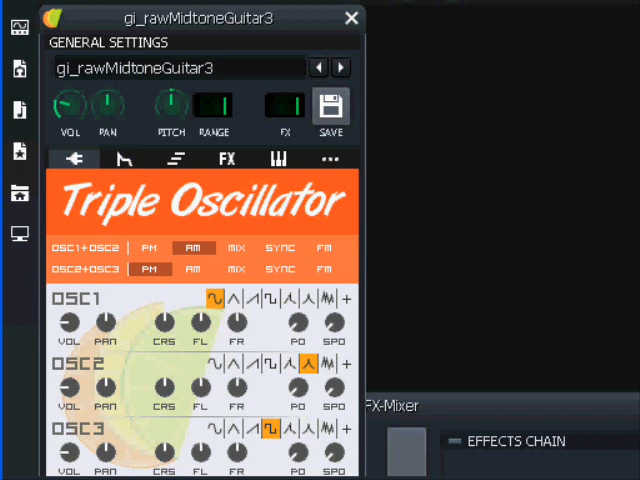 gi_rawMidtoneGuitar3
GENERAL SETTINGS
gi_rawMidtoneGuitar3
VOL PAN PITCH RANGE FX SAVE
1 1
FX
Triple Oscillator
OSC1+OSC2 PM AM MIX SYNC FM
OSC2+OSC3 PM AM MIX SYNC FM
OSC1
VOL PAN CRS FL FR PO SPO
OSC2
VOL PAN CRS FL FR PO SPO
OSC3
VOL PAN CRS FL FR PO SPO
FX-Mixer
EFFECTS CHAIN